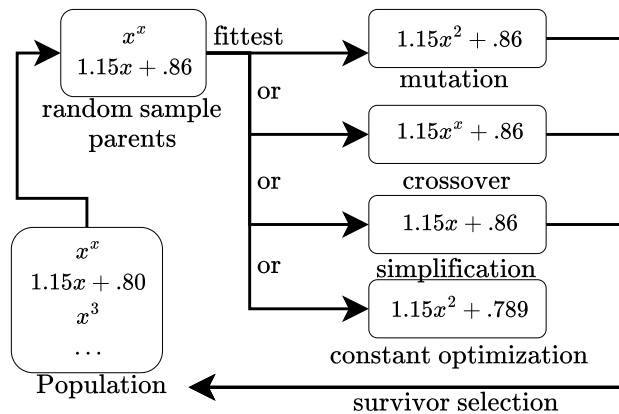 x^x
1.15x + .86
random sample
parents
fittest
or
or
or
1.15x^2 + .86
mutation
1.15x^x + .86
crossover
1.15x + .86
simplification
1.15x^2 + .789
constant optimization
x^x
1.15x + .80
x^3
...
Population
survivor selection